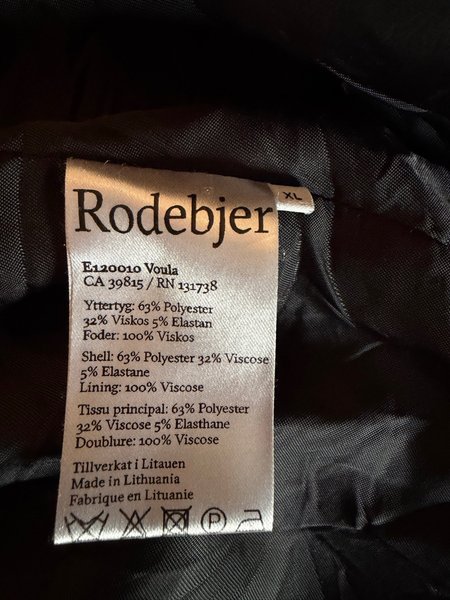 Rodebjer
XL
E120010 Voula
CA 39815 / RN 131738
Yttertyg: 63% Polyester
32% Viskos 5% Elastan
Foder: 100% Viskos
Shell: 63% Polyester 32% Viscose
5% Elastane
Lining: 100% Viscose
Tissu principal: 63% Polyester
32% Viscose 5% Elasthane
Doublure: 100% Viscose
Tillverkat i Litauen
Made in Lithuania
Fabrique en Lituanie
P